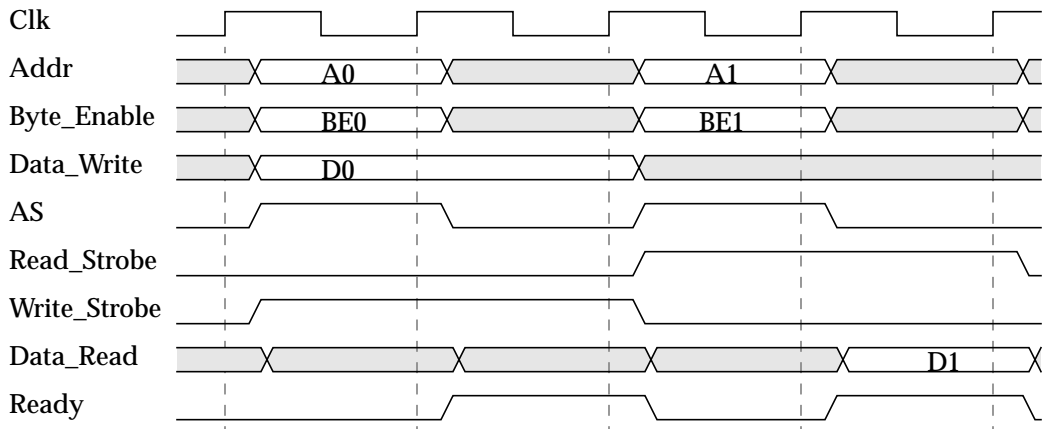 Clk
Addr A0 A1
Byte_Enable BE0 BE1
Data_Write D0
AS
Read_Strobe
Write_Strobe
Data_Read D1
Ready